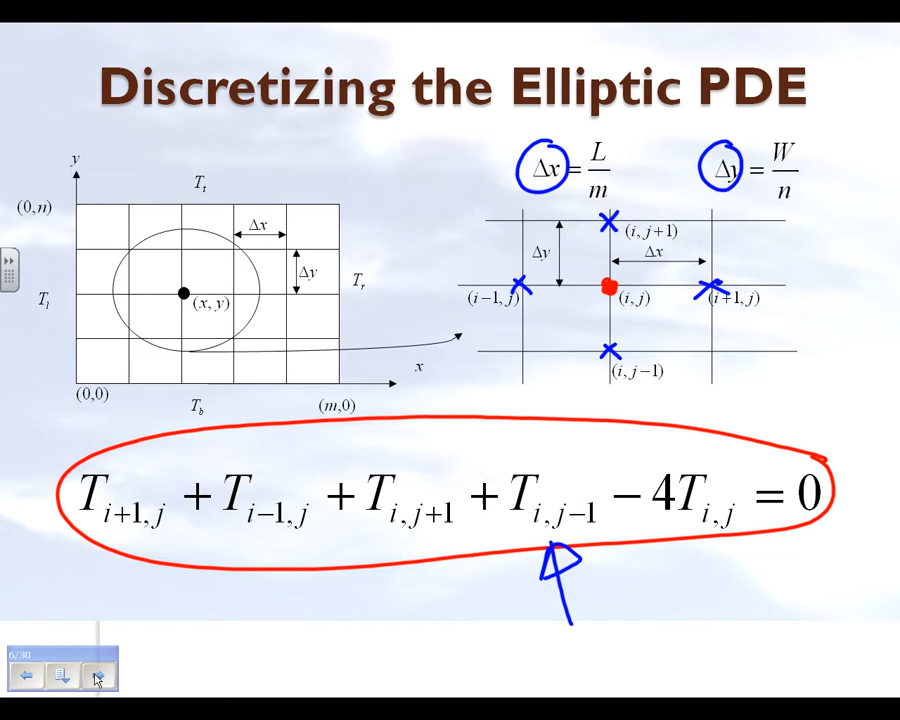 Discretizing the Elliptic PDE
Δx = L/m
Δy = W/n
y
T_t
(0,n)
Δx
Δy
T_l
T_r
(x, y)
x
(0,0)
T_b
(m,0)
(i, j+1)
Δy
Δx
(i−1, j)
(i, j)
(i+1, j)
(i, j−1)
T_{i+1,j} + T_{i−1,j} + T_{i,j+1} + T_{i,j−1} − 4T_{i,j} = 0
6/30